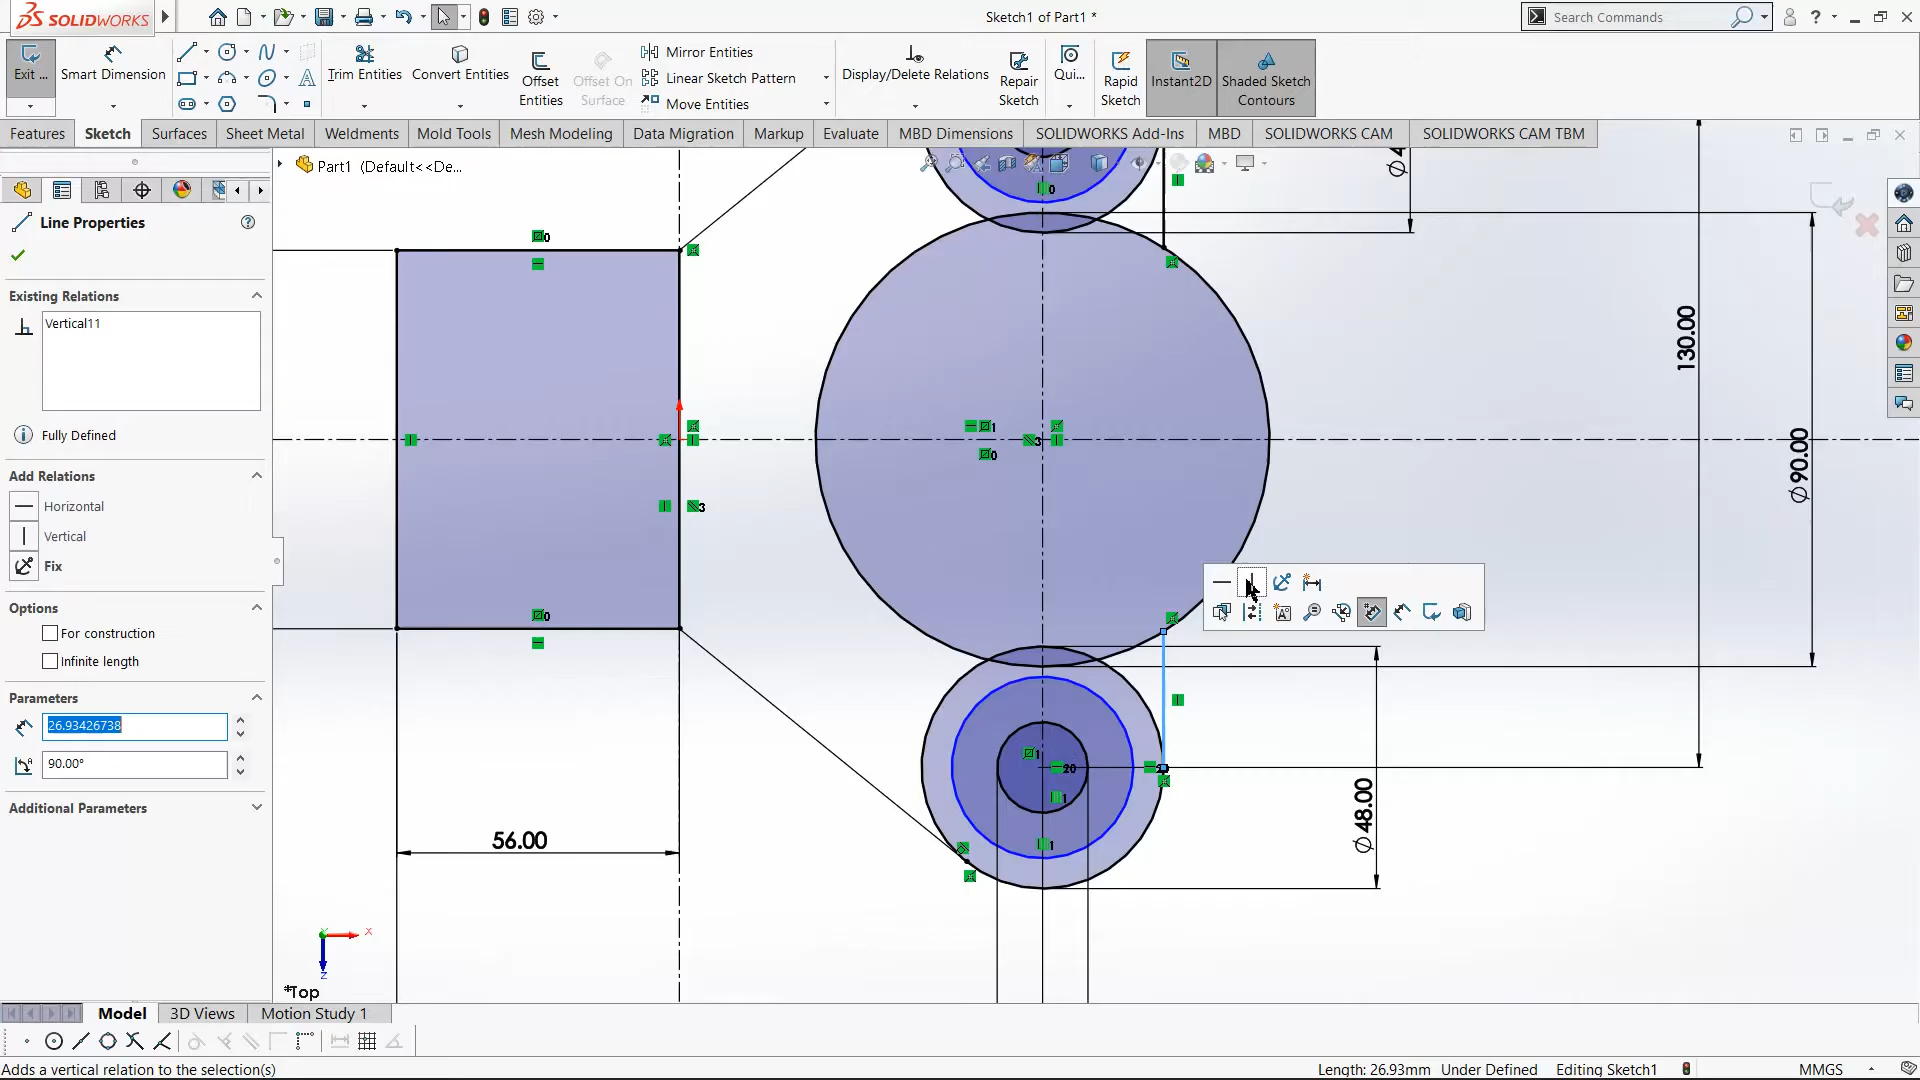 SOLIDWORKS
Sketch1 of Part1 *
Search Commands
Exit ...
Smart Dimension
Trim Entities
Convert Entities
Offset Entities
Offset On Surface
Mirror Entities
Linear Sketch Pattern
Move Entities
Display/Delete Relations
Repair Sketch
Qui...
Rapid Sketch
Instant2D
Shaded Sketch Contours
Features
Sketch
Surfaces
Sheet Metal
Weldments
Mold Tools
Mesh Modeling
Data Migration
Markup
Evaluate
MBD Dimensions
SOLIDWORKS Add-Ins
MBD
SOLIDWORKS CAM
SOLIDWORKS CAM TBM
Part1 (Default<<De...
Line Properties
Existing Relations
Vertical11
Fully Defined
Add Relations
Horizontal
Vertical
Fix
Options
For construction
Infinite length
Parameters
26.93426738
90.00°
Additional Parameters
130.00
Ø90.00
Ø48.00
56.00
*Top
Model
3D Views
Motion Study 1
Adds a vertical relation to the selection(s)
Length: 26.93mm
Under Defined
Editing Sketch1
MMGS